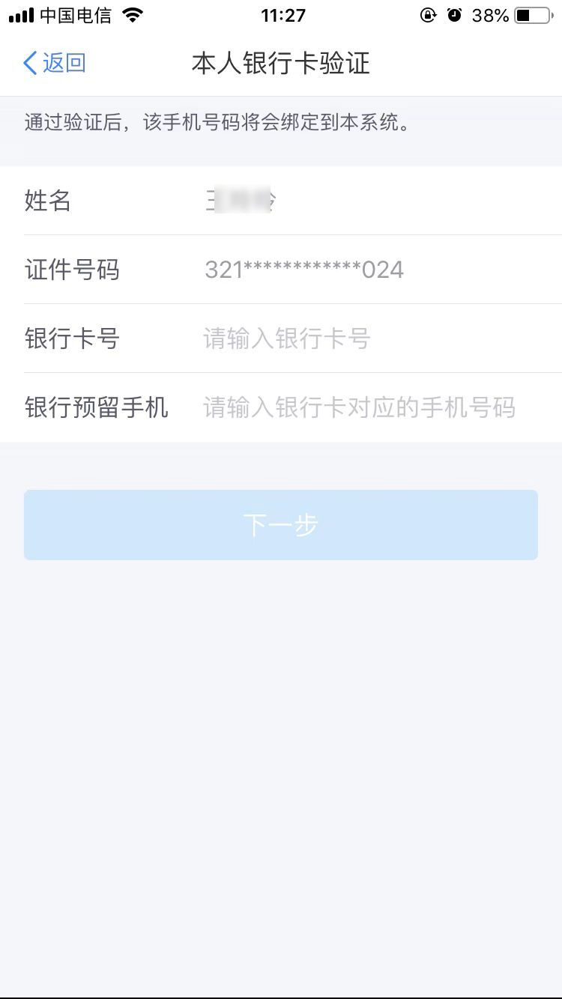 中国电信 11:27 38%
返回 本人银行卡验证
通过验证后，该手机号码将会绑定到本系统。
姓名
证件号码 321************024
银行卡号 请输入银行卡号
银行预留手机 请输入银行卡对应的手机号码
下一步